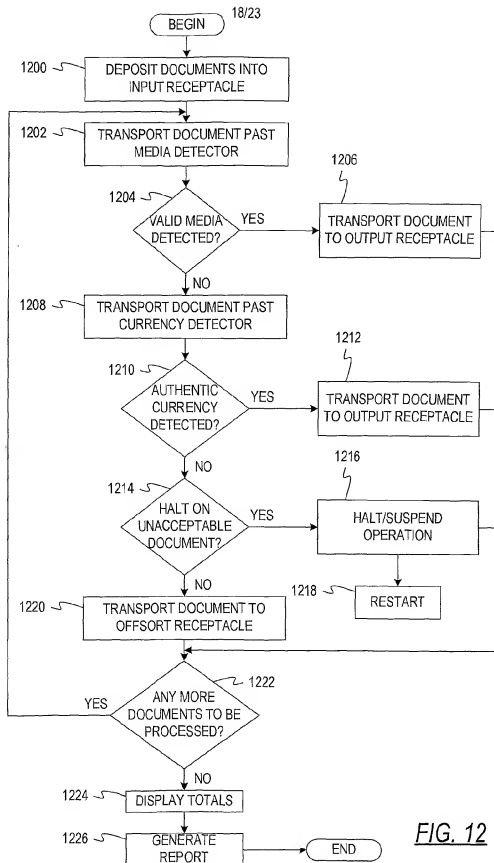 18/23
BEGIN
1200
DEPOSIT DOCUMENTS INTO
INPUT RECEPTACLE
1202
TRANSPORT DOCUMENT PAST
MEDIA DETECTOR
1204
VALID MEDIA
DETECTED?
YES
1206
TRANSPORT DOCUMENT
TO OUTPUT RECEPTACLE
NO
1208
TRANSPORT DOCUMENT PAST
CURRENCY DETECTOR
1210
AUTHENTIC
CURRENCY
DETECTED?
YES
1212
TRANSPORT DOCUMENT
TO OUTPUT RECEPTACLE
NO
1214
HALT ON
UNACCEPTABLE
DOCUMENT?
YES
1216
HALT/SUSPEND
OPERATION
1218
RESTART
NO
1220
TRANSPORT DOCUMENT TO
OFFSORT RECEPTACLE
1222
YES
ANY MORE
DOCUMENTS TO BE
PROCESSED?
NO
1224
DISPLAY TOTALS
1226
GENERATE
REPORT
END
FIG. 12